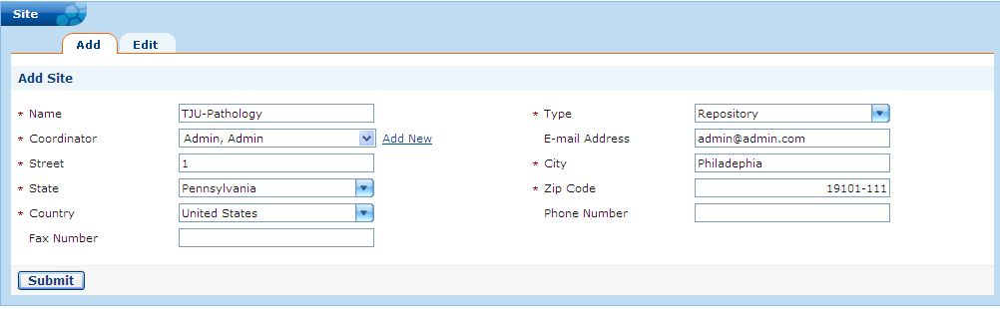 Site
Add Edit
Add Site
* Name TJU-Pathology * Type Repository
* Coordinator Admin, Admin Add New E-mail Address admin@admin.com
* Street 1 * City Philadephia
* State Pennsylvania * Zip Code 19101-111
* Country United States Phone Number
Fax Number
Submit